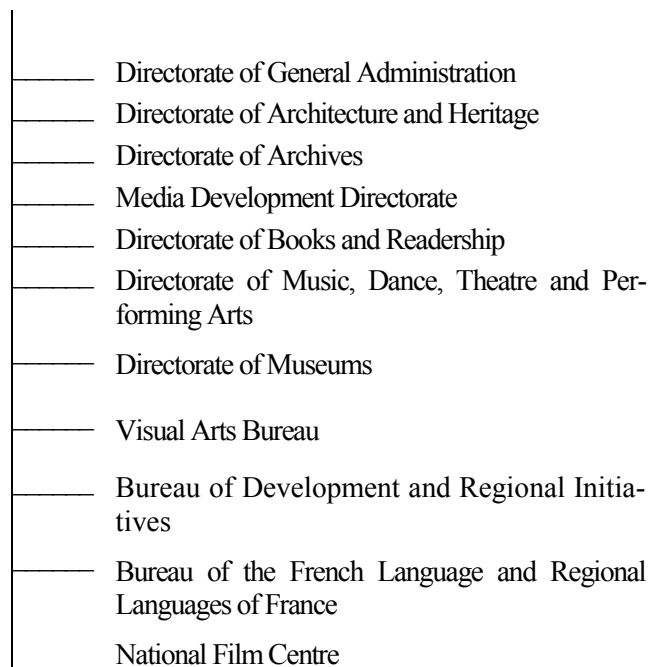 Directorate of General Administration
Directorate of Architecture and Heritage
Directorate of Archives
Media Development Directorate
Directorate of Books and Readership
Directorate of Music, Dance, Theatre and Per-
forming Arts
Directorate of Museums
Visual Arts Bureau
Bureau of Development and Regional Initia-
tives
Bureau of the French Language and Regional
Languages of France
National Film Centre